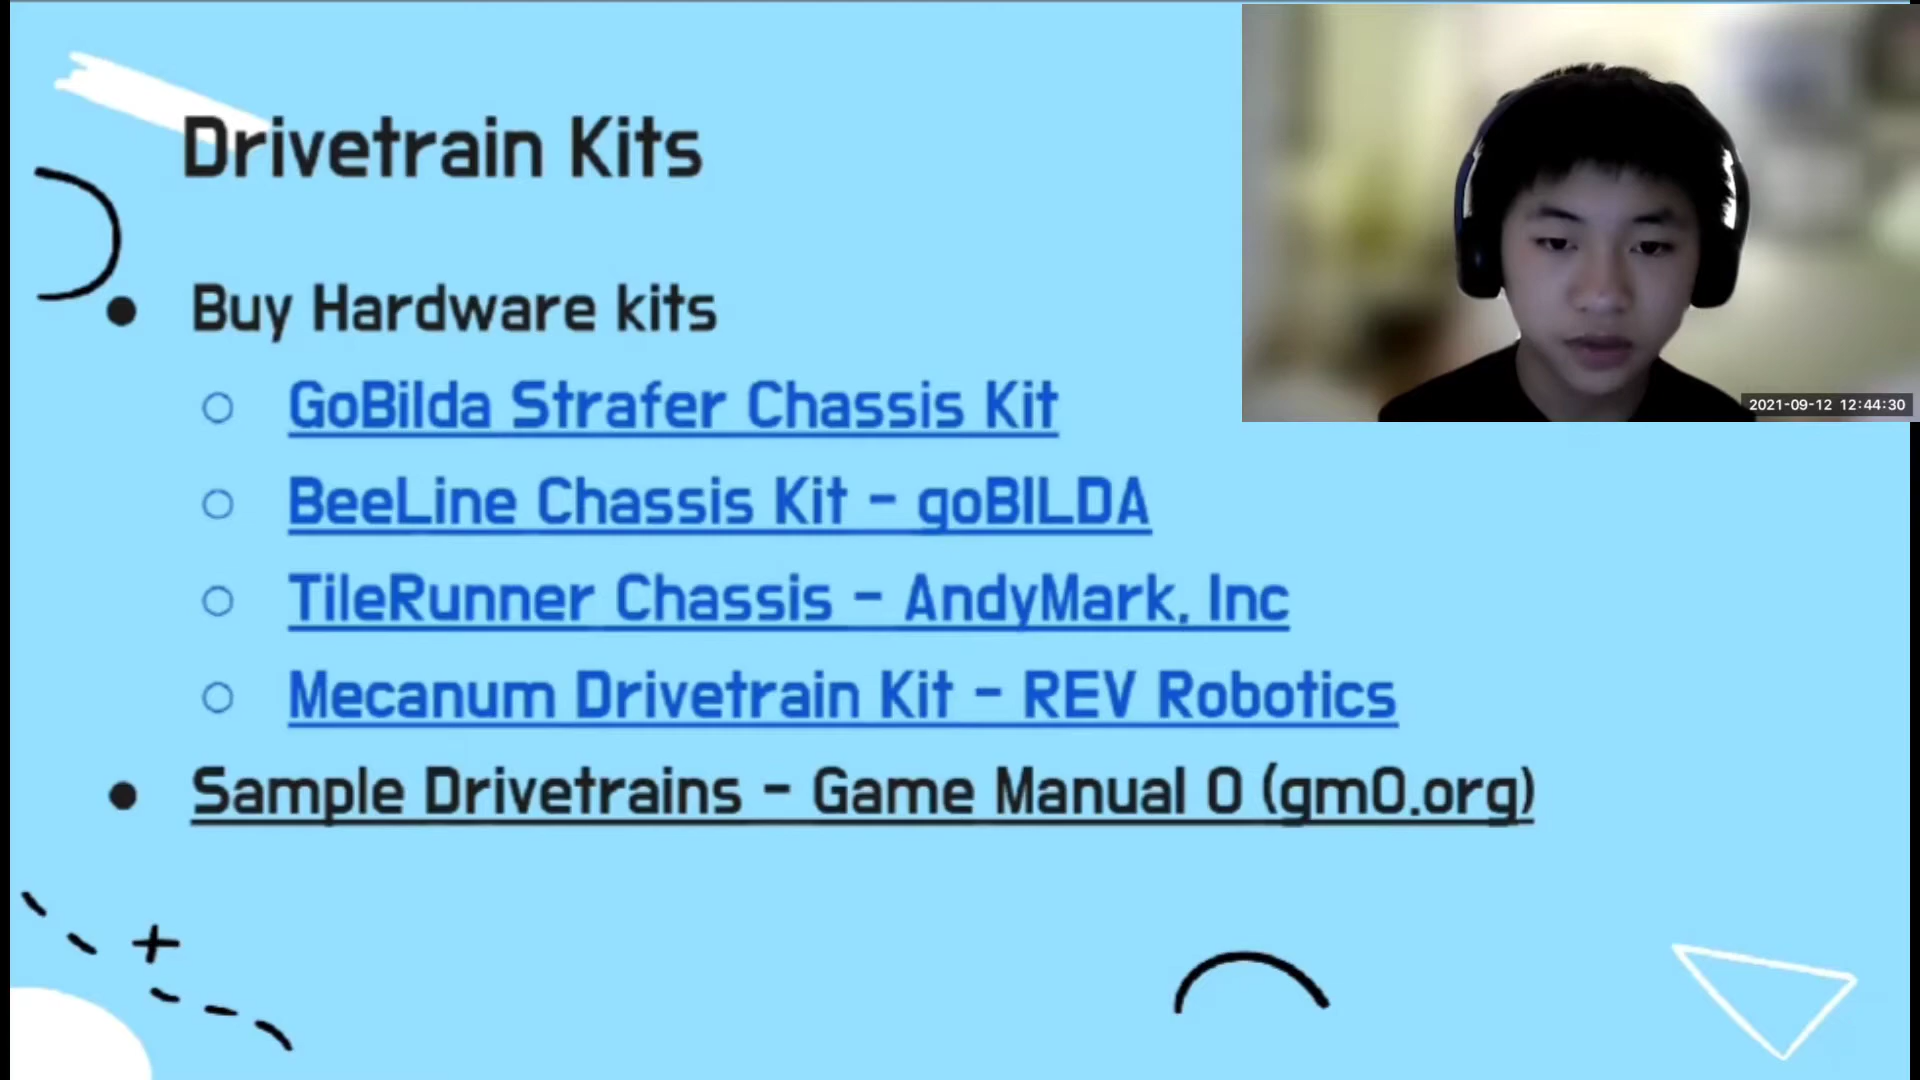 Drivetrain Kits
Buy Hardware kits
GoBilda Strafer Chassis Kit
BeeLine Chassis Kit - goBILDA
TileRunner Chassis - AndyMark, Inc
Mecanum Drivetrain Kit - REV Robotics
Sample Drivetrains - Game Manual 0 (gm0.org)
2021-09-12 12:44:30